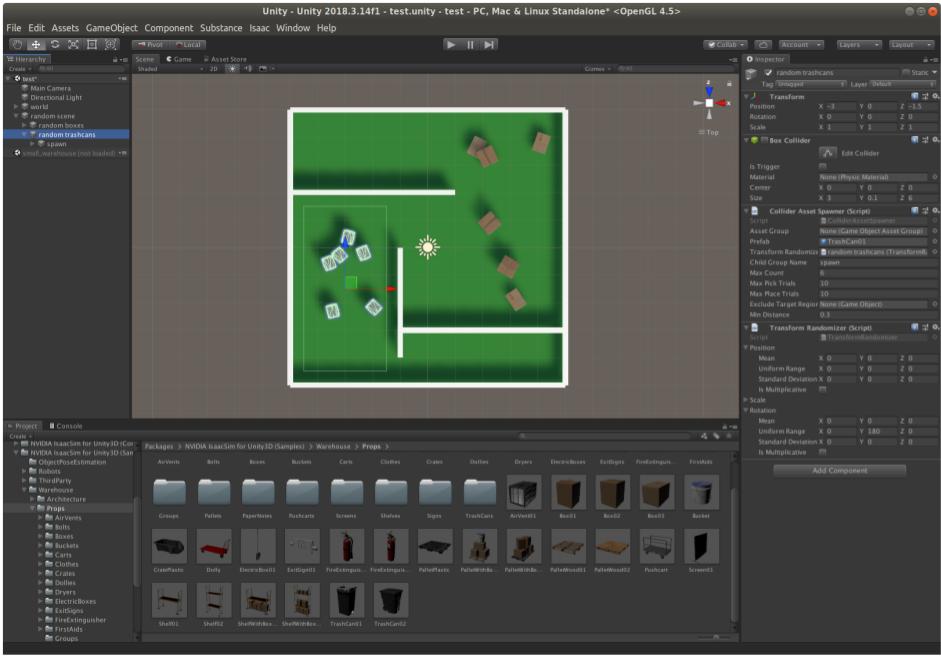 Unity - Unity 2018.3.14f1 - test.unity - test - PC, Mac & Linux Standalone* <OpenGL 4.5>
File Edit Assets GameObject Component Substance Isaac Window Help
Pivot Local Collab Account Layers Layout
Hierarchy
Create
test*
Main Camera
Directional Light
world
random scene
random boxes
random trashcans
spawn
small_warehouse (not loaded)
Scene Game Asset Store
Shaded 2D Gizmos
z
x
Top
Inspector
random trashcans Static
Tag Untagged Layer Default
Transform
Position X -3 Y 0 Z -1.5
Rotation X 0 Y 0 Z 0
Scale X 1 Y 1 Z 1
Box Collider
Edit Collider
Is Trigger
Material None (Physic Material)
Center X 0 Y 0 Z 0
Size X 3 Y 0.1 Z 6
Collider Asset Spawner (Script)
Script ColliderAssetSpawner
Asset Group None (Game Object Asset Group)
Prefab TrashCan01
Transform Randomize random trashcans (TransformR
Child Group Name spawn
Max Count 6
Max Pick Trials 10
Max Place Trials 10
Exclude Target Region None (Game Object)
Min Distance 0.3
Transform Randomizer (Script)
Script TransformRandomizer
Position
Mean X 0 Y 0 Z 0
Uniform Range X 0 Y 0 Z 0
Standard Deviation X 0 Y 0 Z 0
Is Multiplicative
Scale
Rotation
Mean X 0 Y 0 Z 0
Uniform Range X 0 Y 180 Z 0
Standard Deviation X 0 Y 0 Z 0
Is Multiplicative
Add Component
Project Console
Create
NVIDIA IsaacSim for Unity3D (Cor
NVIDIA IsaacSim for Unity3D (San
ObjectPoseEstimation
Robots
ThirdParty
Warehouse
Architecture
Props
AirVents
Bolts
Boxes
Buckets
Carts
Clothes
Crates
Dollies
Dryers
ElectricBoxes
ExitSigns
FireExtinguisher
FirstAids
Groups
Packages > NVIDIA IsaacSim for Unity3D (Samples) > Warehouse > Props >
AirVents Bolts Boxes Buckets Carts Clothes Crates Dollies Dryers ElectricBoxes ExitSigns FireExtinguis... FirstAids
Groups Pallets PaperNotes Pushcarts Screens Shelves Signs TrashCans AirVent01 Box01 Box02 Box03 Bucket
CratePlastic Dolly ElectricBox01 ExitSign01 FireExtinguis... FireExtinguis... PalletPlastic PalletWithBo... PalletWithBo... PalletWood01 PalletWood02 Pushcart Screen01
Shelf01 Shelf02 ShelfWithBox... ShelfWithBox... TrashCan01 TrashCan02